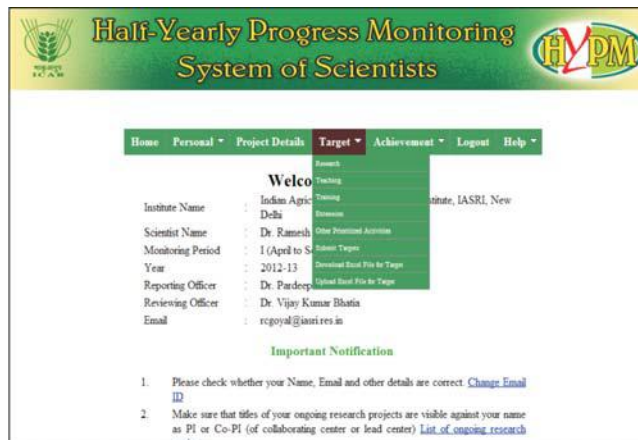 Half-Yearly Progress Monitoring
System of Scientists
ICAR
HYPM
Home Personal Project Details Target Achievement Logout Help
Research
Teaching
Training
Extension
Other Prioritized Activities
Submit Targets
Download Excel File for Target
Upload Excel File for Target
Welco
Institute Name : Indian Agric stitute, IASRI, New
Delhi
Scientist Name : Dr. Ramesh
Monitoring Period : I (April to S
Year : 2012-13
Reporting Officer : Dr. Pardeep
Reviewing Officer : Dr. Vijay Kumar Bhatia
Email : rcgoyal@iasri.res.in
Important Notification
1. Please check whether your Name, Email and other details are correct. Change Email
ID
2. Make sure that titles of your ongoing research projects are visible against your name
as PI or Co-PI (of collaborating center or lead center) List of ongoing research